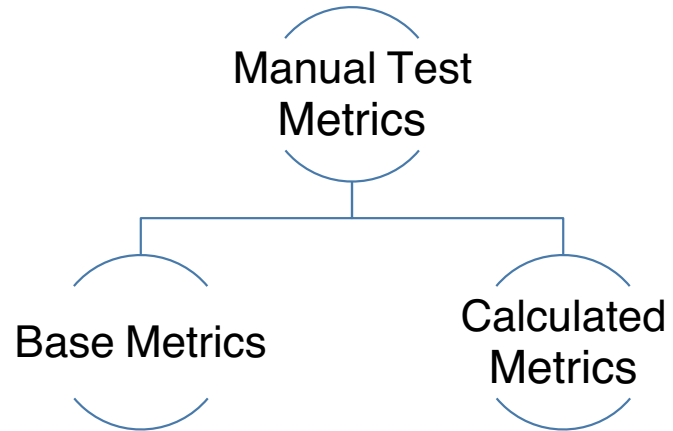 Manual Test
Metrics
Base Metrics
Calculated
Metrics